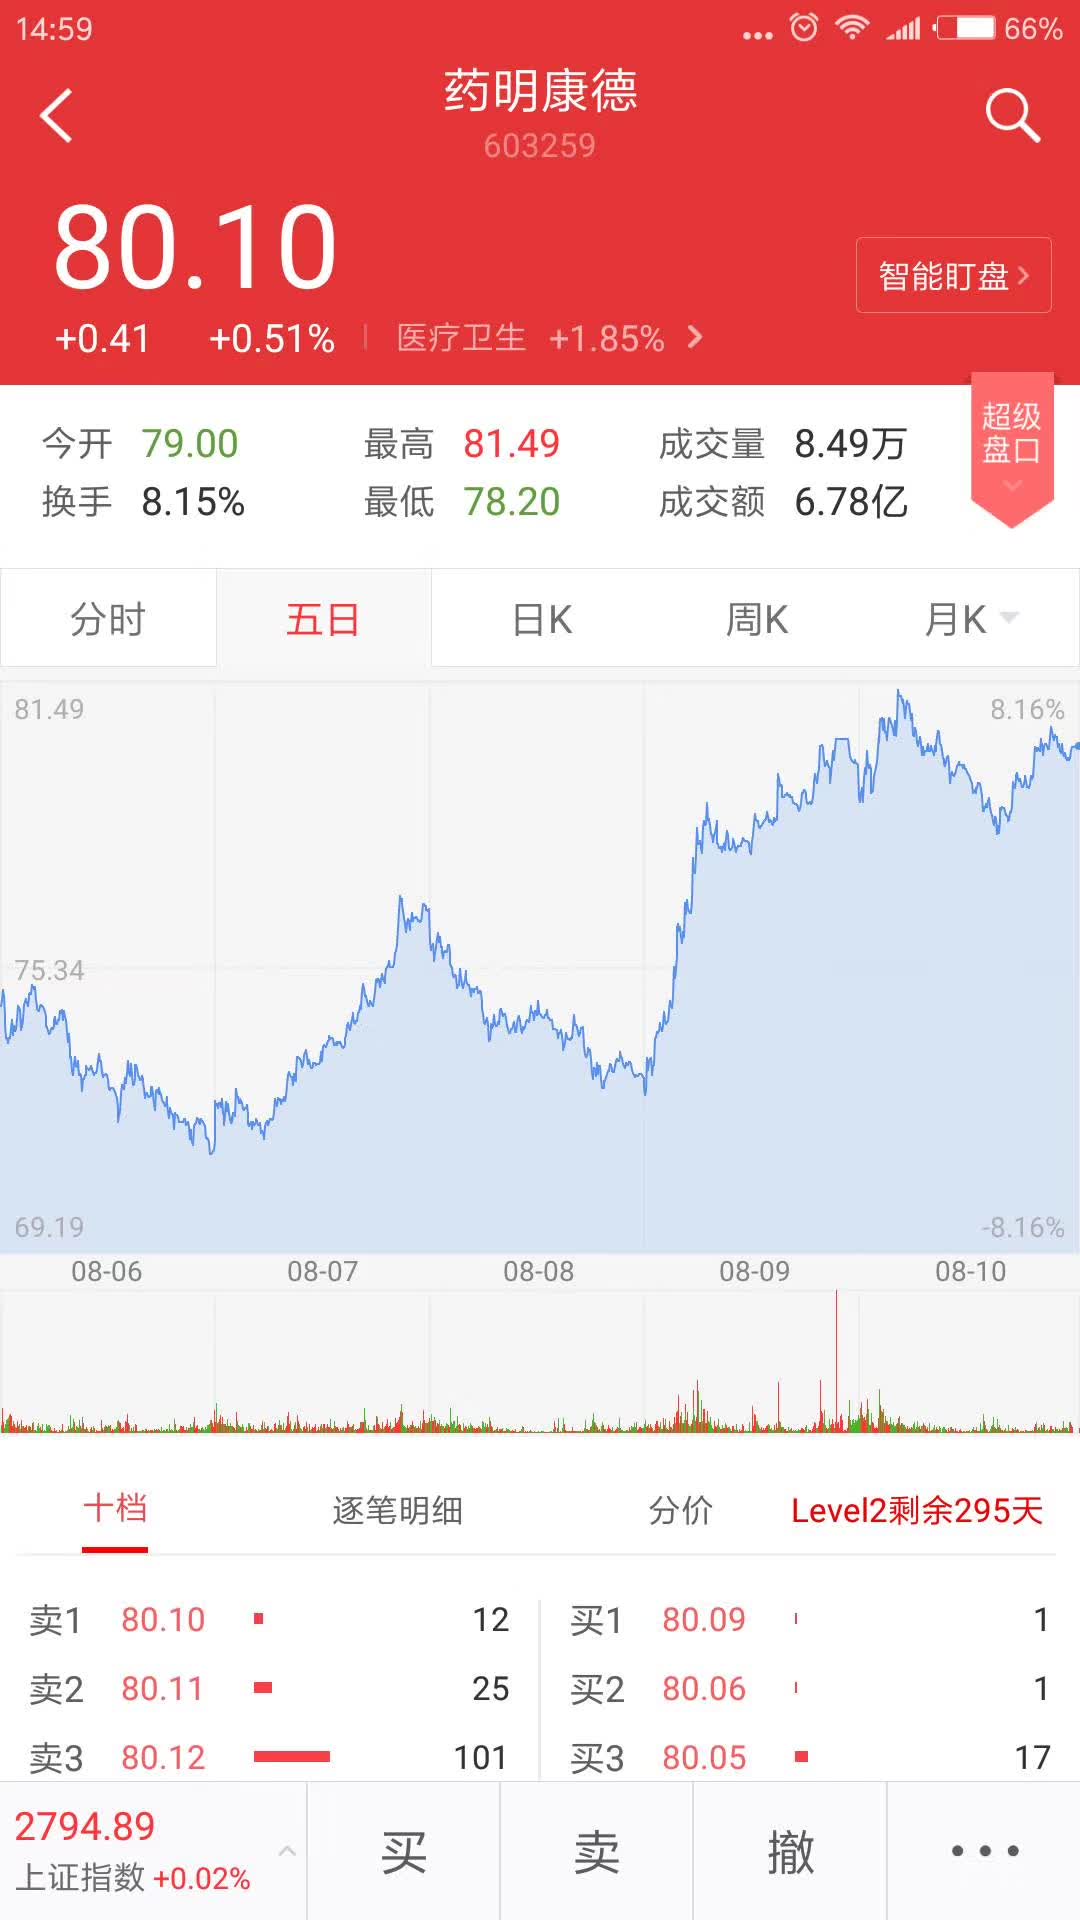 14:59 66%
药明康德
603259
80.10
智能盯盘
+0.41 +0.51% 医疗卫生 +1.85%
今开 79.00 最高 81.49 成交量 8.49万
换手 8.15% 最低 78.20 成交额 6.78亿
超级
盘口
分时 五日 日K 周K 月K
81.49 8.16%
75.34
69.19 -8.16%
08-06 08-07 08-08 08-09 08-10
十档 逐笔明细 分价 Level2剩余295天
卖1 80.10 12 买1 80.09 1
卖2 80.11 25 买2 80.06 1
卖3 80.12 101 买3 80.05 17
2794.89
上证指数 +0.02%
买 卖 撤